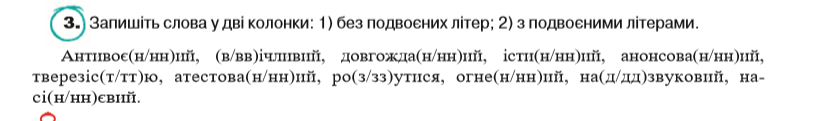 3. Запишіть слова у дві колонки: 1) без подвоєних літер; 2) з подвоєними літерами.
Антивоє(н/нн)ий, (в/вв)ічливий, довгожда(н/нн)ий, істи(н/нн)ий, анонсова(н/нн)ий,
тверезіс(т/тт)ю, атестова(н/нн)ий, ро(з/зз)утися, огне(н/нн)ий, на(д/дд)звуковий, на-
сі(н/нн)євий.